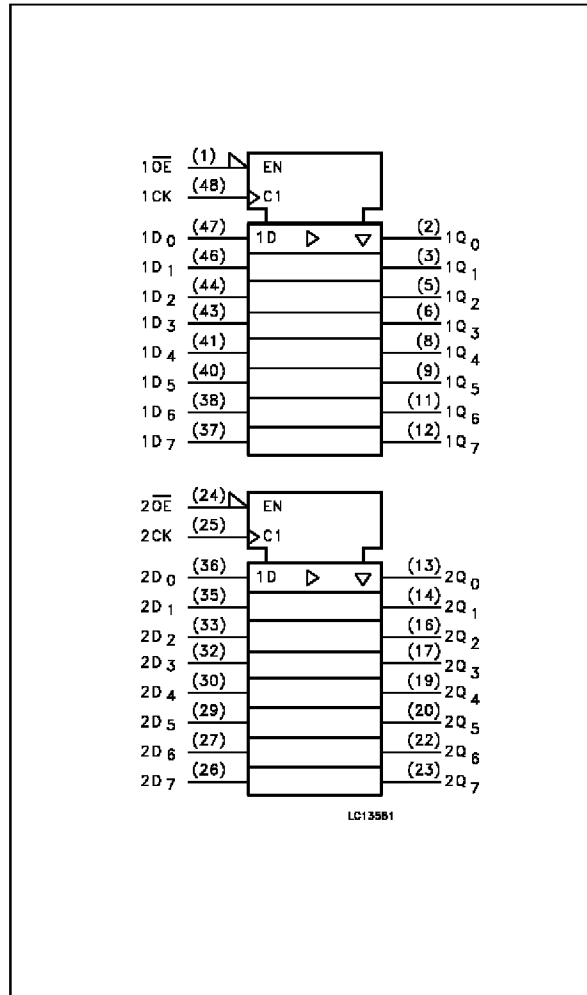 1OE (1) EN
1CK (48) C1
1D0 (47) 1D (2) 1Q0
1D1 (46) (3) 1Q1
1D2 (44) (5) 1Q2
1D3 (43) (6) 1Q3
1D4 (41) (8) 1Q4
1D5 (40) (9) 1Q5
1D6 (38) (11) 1Q6
1D7 (37) (12) 1Q7
2OE (24) EN
2CK (25) C1
2D0 (36) 1D (13) 2Q0
2D1 (35) (14) 2Q1
2D2 (33) (16) 2Q2
2D3 (32) (17) 2Q3
2D4 (30) (19) 2Q4
2D5 (29) (20) 2Q5
2D6 (27) (22) 2Q6
2D7 (26) (23) 2Q7
LC13581